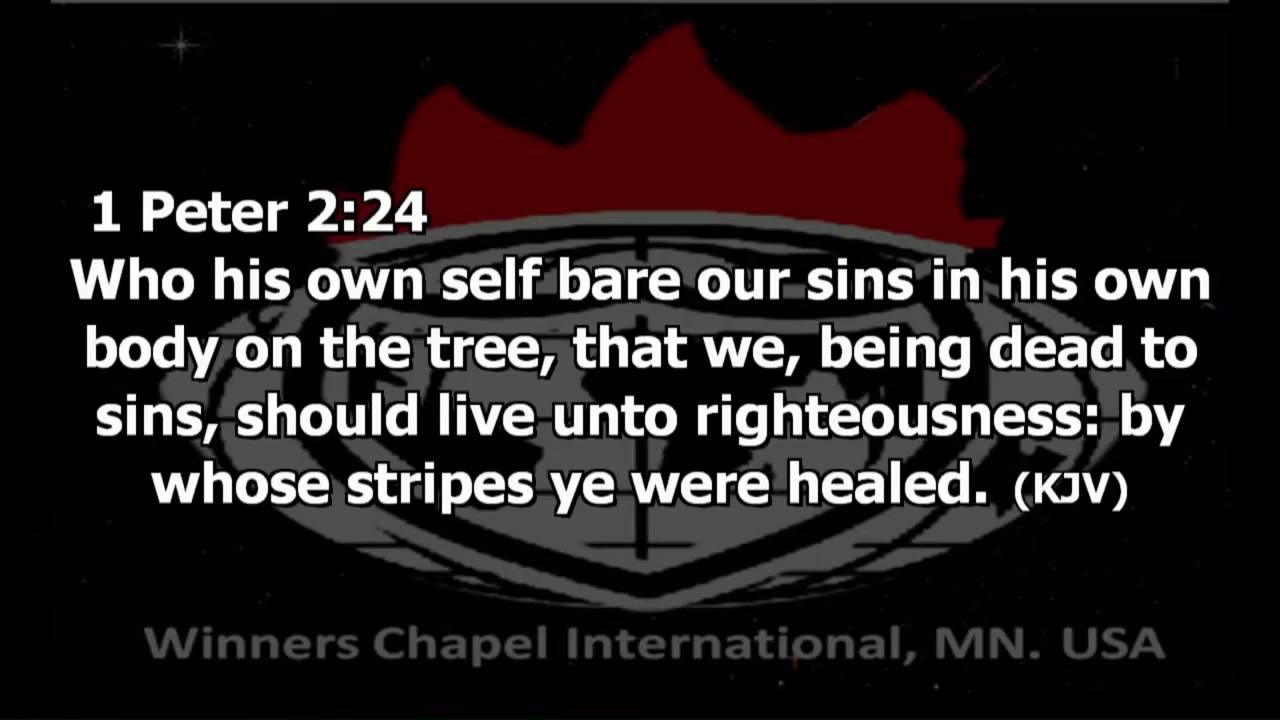 1 Peter 2:24
Who his own self bare our sins in his own
body on the tree, that we, being dead to
sins, should live unto righteousness: by
whose stripes ye were healed. (KJV)
Winners Chapel International, MN. USA